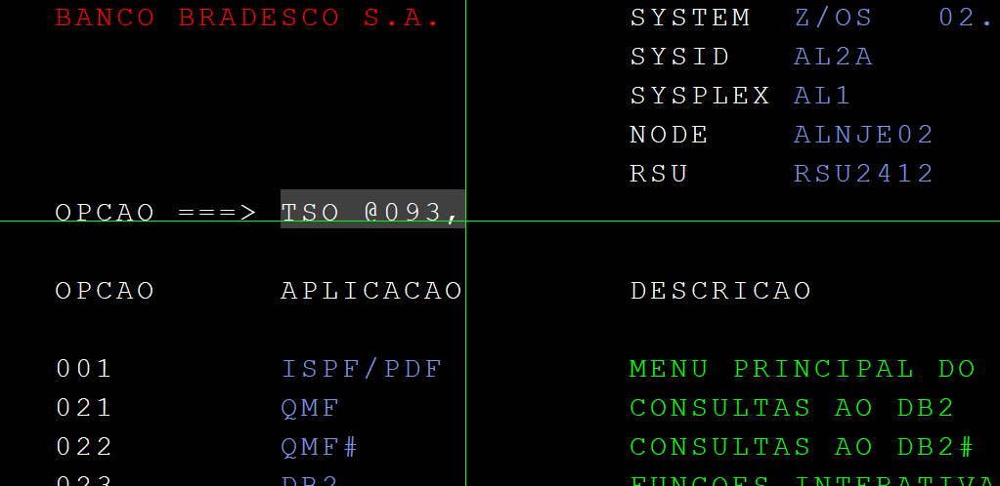 BANCO BRADESCO S.A. SYSTEM Z/OS 02.
SYSID AL2A
SYSPLEX AL1
NODE ALNJE02
RSU RSU2412
OPCAO ===> TSO @093,
OPCAO APLICACAO DESCRICAO
001 ISPF/PDF MENU PRINCIPAL DO
021 QMF CONSULTAS AO DB2
022 QMF# CONSULTAS AO DB2#
023 DB2 FUNCOES INTERATIVA